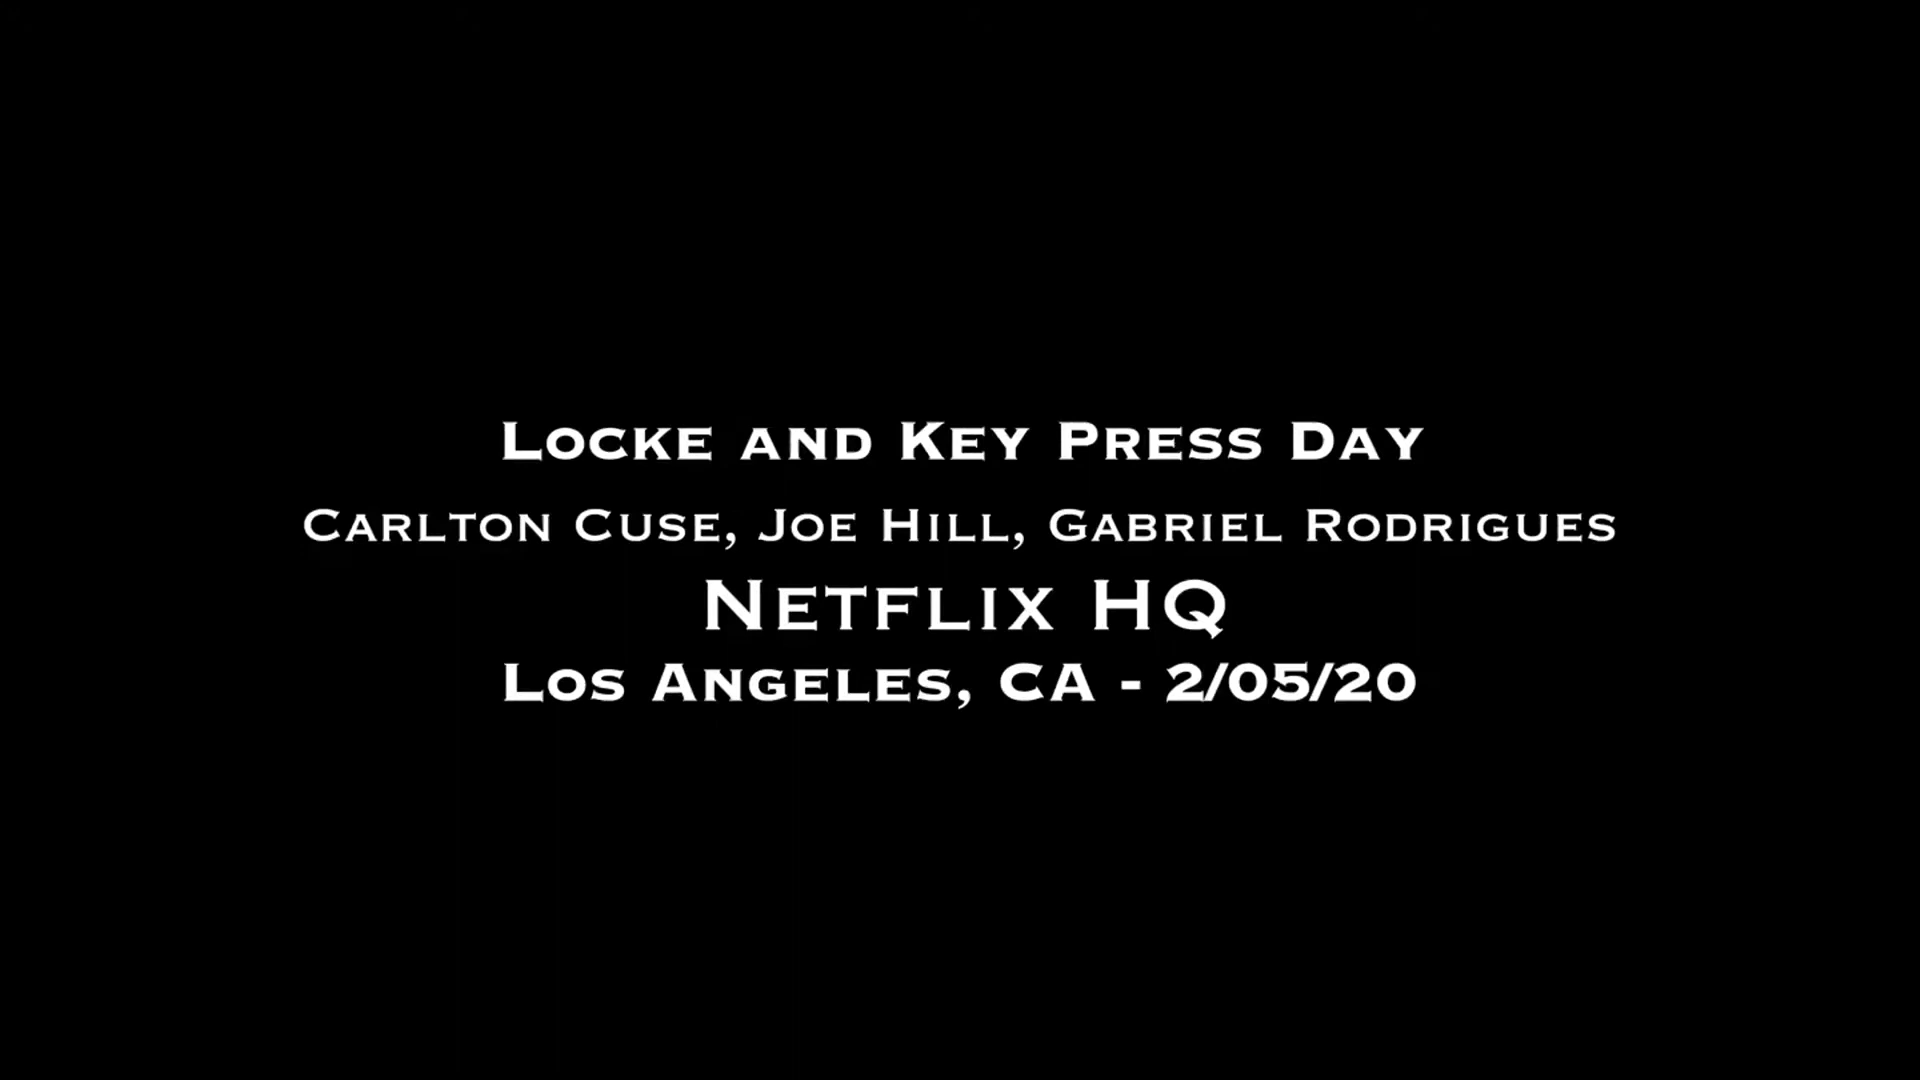 Locke and Key Press Day
Carlton Cuse, Joe Hill, Gabriel Rodrigues
Netflix HQ
Los Angeles, CA - 2/05/20